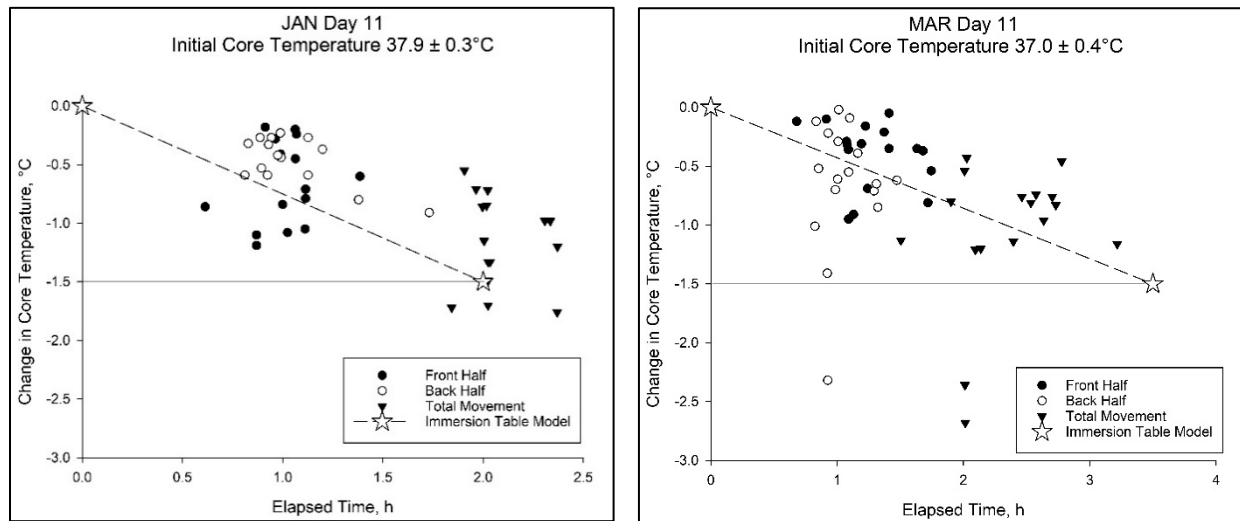 JAN Day 11
Initial Core Temperature 37.9 ± 0.3°C
Change in Core Temperature, °C
0.0
-0.5
-1.0
-1.5
-2.0
-2.5
-3.0
Front Half
Back Half
Total Movement
Immersion Table Model
0.0 0.5 1.0 1.5 2.0 2.5
Elapsed Time, h
MAR Day 11
Initial Core Temperature 37.0 ± 0.4°C
Change in Core Temperature, °C
0.0
-0.5
-1.0
-1.5
-2.0
-2.5
-3.0
Front Half
Back Half
Total Movement
Immersion Table Model
0 1 2 3 4
Elapsed Time, h